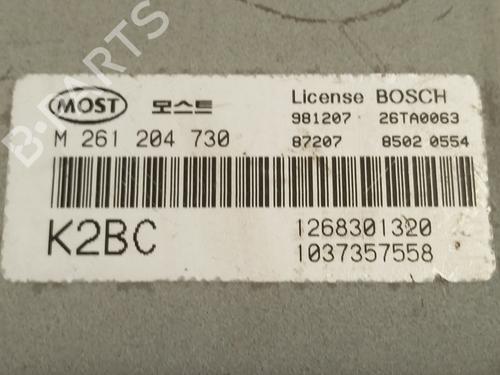 B-PARTS
MOST 모스트 License BOSCH
981207 26TA0063
M 261 204 730 87207 8502 0554
K2BC 1268301320
1037357558